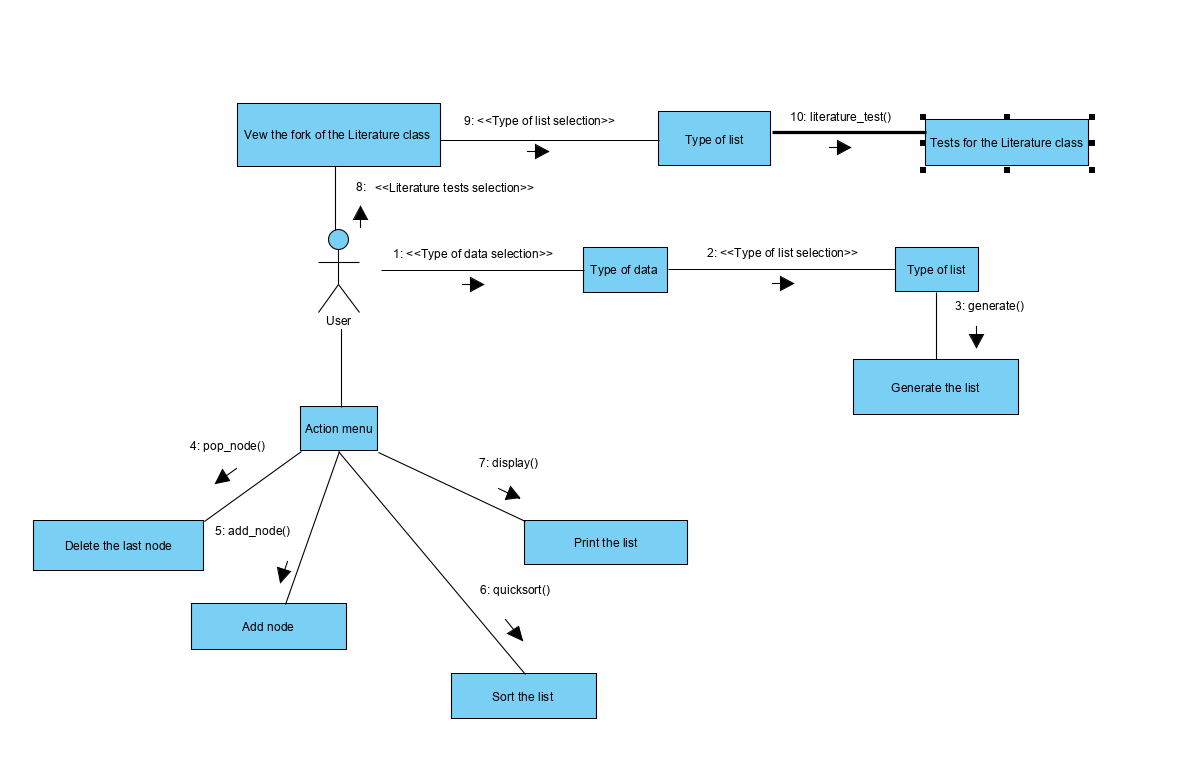 9: <<Type of list selection>>
10: literature_test()
Vew the fork of the Literature class
Type of list
Tests for the Literature class
8: <<Literature tests selection>>
1: <<Type of data selection>>
2: <<Type of list selection>>
Type of data
Type of list
User
3: generate()
Generate the list
Action menu
4: pop_node()
7: display()
5: add_node()
Delete the last node
Print the list
6: quicksort()
Add node
Sort the list